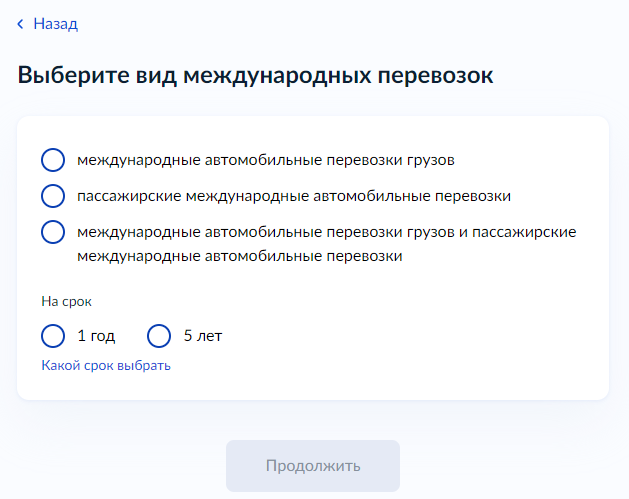 Назад
Выберите вид международных перевозок
международные автомобильные перевозки грузов
пассажирские международные автомобильные перевозки
международные автомобильные перевозки грузов и пассажирские
международные автомобильные перевозки
На срок
1 год 5 лет
Какой срок выбрать
Продолжить